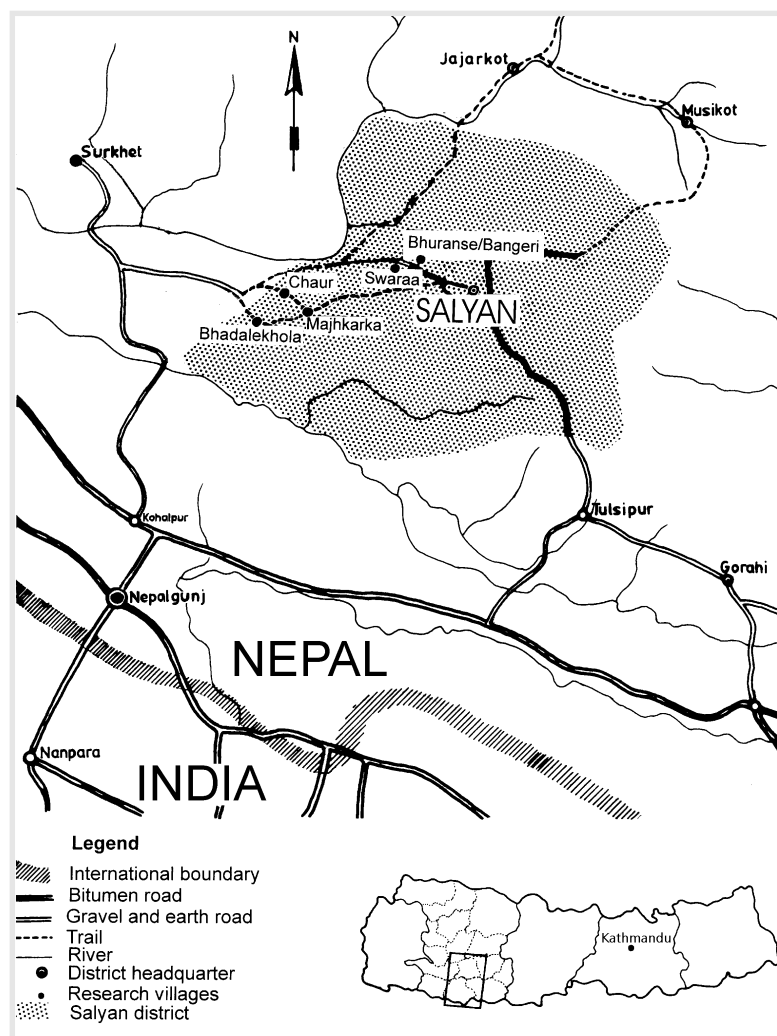 N
Jajarkot
Musikot
Surkhet
Bhuranse/Bangeri
Swaraa
Chaur
SALYAN
Majhkarka
Bhadalekhola
Kohalpur
Tulsipur
Gorahi
Nepalgunj
NEPAL
Nanpara
INDIA
Legend
International boundary
Bitumen road
Gravel and earth road
Trail
River
District headquarter
Research villages
Salyan district
Kathmandu